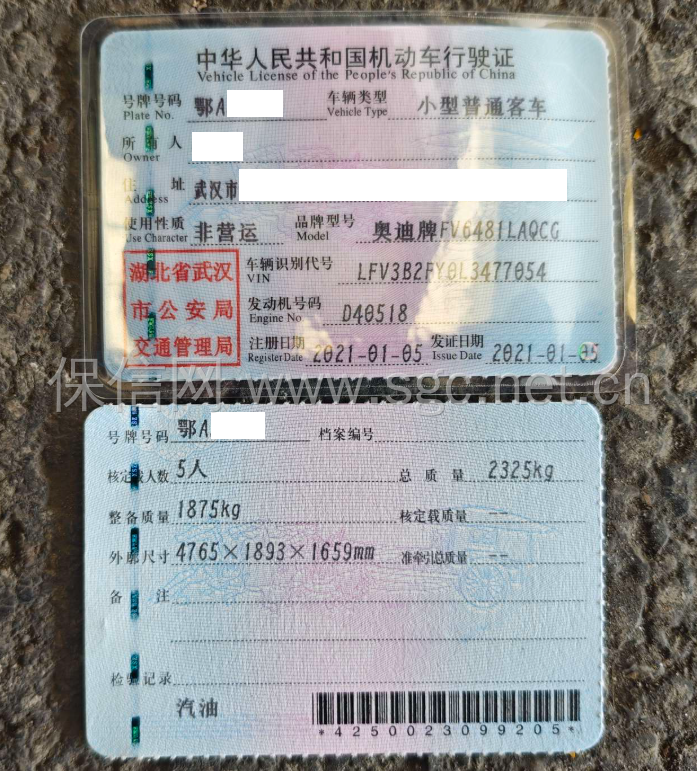 中华人民共和国机动车行驶证
Vehicle License of the People's Republic of China
号牌号码 鄂A 车辆类型 小型普通客车
Plate No. Vehicle Type
所有人
Owner
住址 武汉市
Address
使用性质 非营运 品牌型号 奥迪牌FV6481LAQCG
Use Character Model
湖北省武汉 车辆识别代号 LFV3B2FY0L3477054
VIN
市公安局 发动机号码 D40518
Engine No.
交通管理局 注册日期 2021-01-05 发证日期 2021-01-05
Register Date Issue Date
保信网 www.sgc.net.cn
号牌号码 鄂A 档案编号
核定载人数 5人 总质量 2325kg
整备质量 1875kg 核定载质量 --
外廓尺寸 4765×1893×1659mm 准牵引总质量 --
备注
检验记录
汽油
*4250023099205*